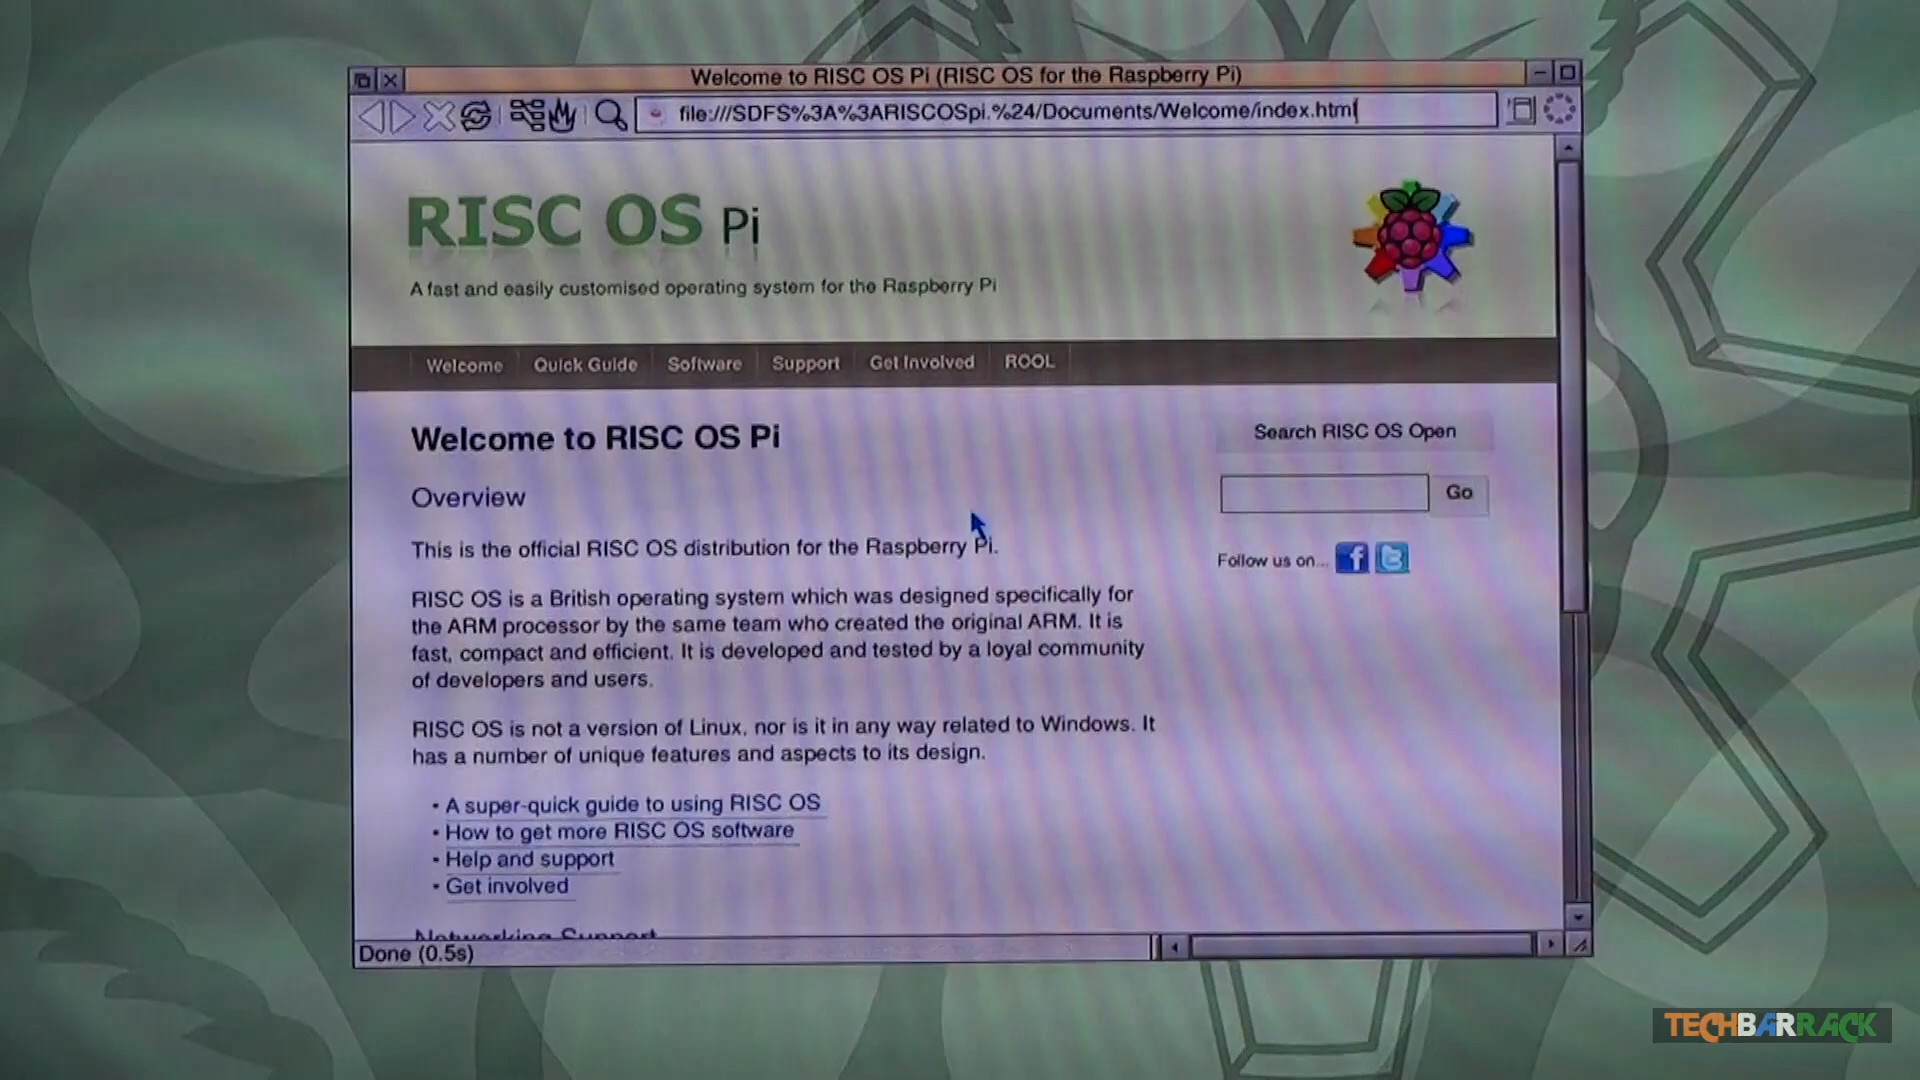 Welcome to RISC OS Pi (RISC OS for the Raspberry Pi)
file:///SDFS%3A%3ARISCOSpi.%24/Documents/Welcome/index.html
RISC OS Pi
A fast and easily customised operating system for the Raspberry Pi
Welcome Quick Guide Software Support Get Involved ROOL
Welcome to RISC OS Pi
Overview
This is the official RISC OS distribution for the Raspberry Pi.
RISC OS is a British operating system which was designed specifically for
the ARM processor by the same team who created the original ARM. It is
fast, compact and efficient. It is developed and tested by a loyal community
of developers and users.
RISC OS is not a version of Linux, nor is it in any way related to Windows. It
has a number of unique features and aspects to its design.
• A super-quick guide to using RISC OS
• How to get more RISC OS software
• Help and support
• Get involved
Networking Support
Search RISC OS Open
Go
Follow us on...
Done (0.5s)
TECHBARRACK